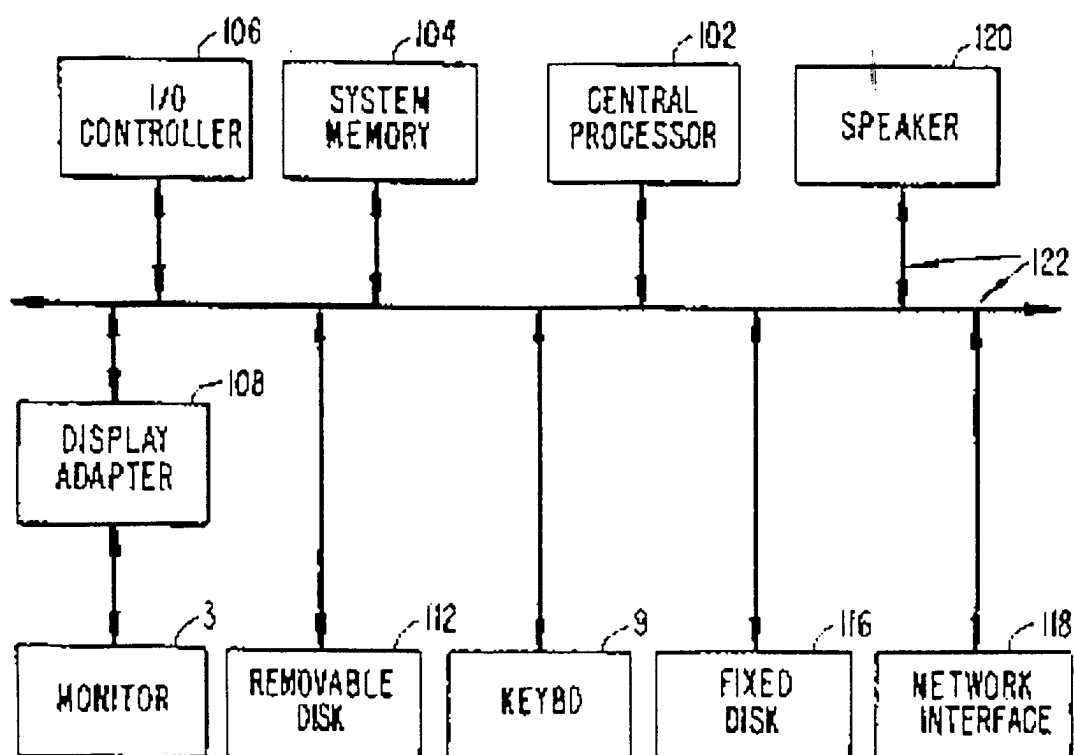 106
104
102
120
I/O
CONTROLLER
SYSTEM
MEMORY
CENTRAL
PROCESSOR
SPEAKER
122
108
DISPLAY
ADAPTER
3
112
9
116
118
MONITOR
REMOVABLE
DISK
KEYBD
FIXED
DISK
NETWORK
INTERFACE